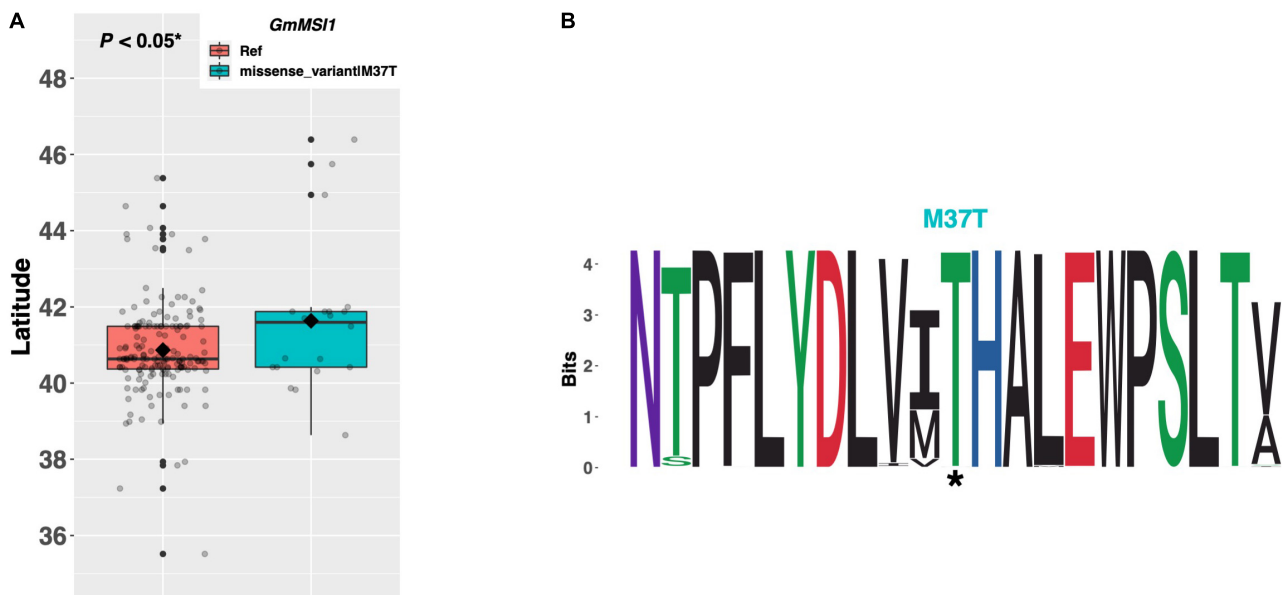 A
GmMSI1
P < 0.05*
Ref
missense_variant|M37T
Latitude
48
46
44
42
40
38
36
B
M37T
Bits
4
3
2
1
0
NTPFLYDLVITHALEWPSLTV
S
M
V
A
*